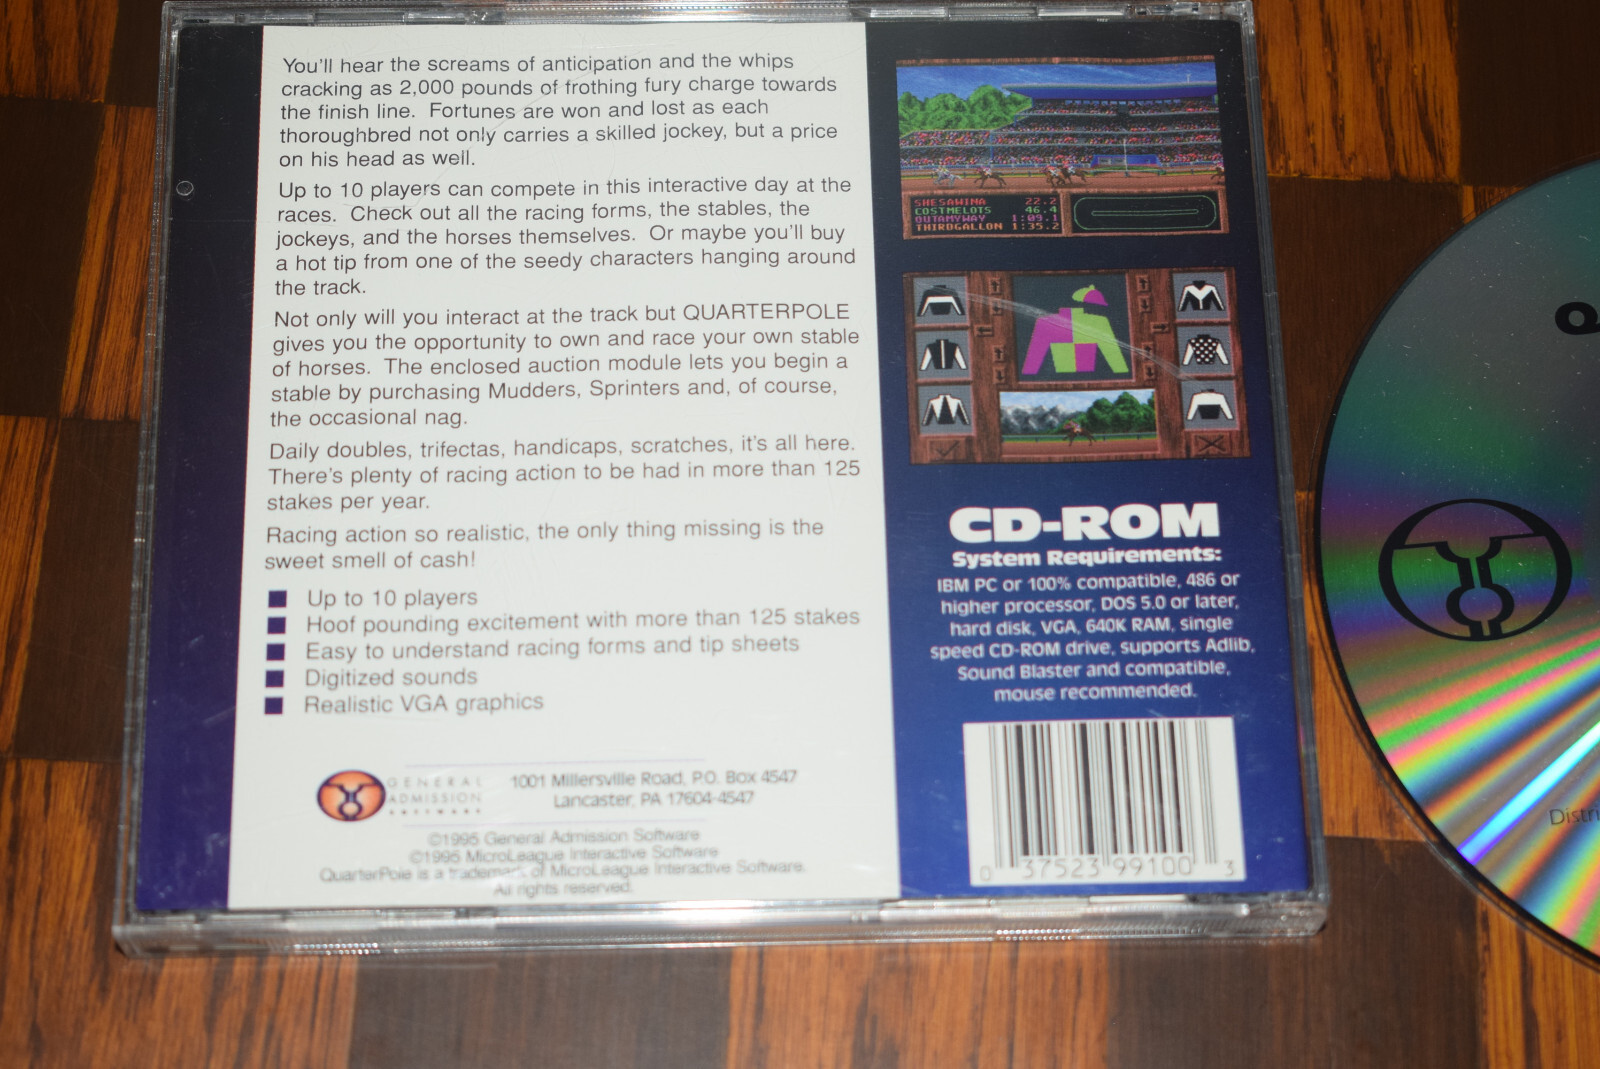 You'll hear the screams of anticipation and the whips
cracking as 2,000 pounds of frothing fury charge towards
the finish line. Fortunes are won and lost as each
thoroughbred not only carries a skilled jockey, but a price
on his head as well.
Up to 10 players can compete in this interactive day at the
races. Check out all the racing forms, the stables, the
jockeys, and the horses themselves. Or maybe you'll buy
a hot tip from one of the seedy characters hanging around
the track.
Not only will you interact at the track but QUARTERPOLE
gives you the opportunity to own and race your own stable
of horses. The enclosed auction module lets you begin a
stable by purchasing Mudders, Sprinters and, of course,
the occasional nag.
Daily doubles, trifectas, handicaps, scratches, it's all here.
There's plenty of racing action to be had in more than 125
stakes per year.
Racing action so realistic, the only thing missing is the
sweet smell of cash!
Up to 10 players
Hoof pounding excitement with more than 125 stakes
Easy to understand racing forms and tip sheets
Digitized sounds
Realistic VGA graphics
GENERAL
ADMISSION
SOFTWARE
1001 Millersville Road, P.O. Box 4547
Lancaster, PA 17604-4547
©1995 General Admission Software
©1995 MicroLeague Interactive Software
QuarterPole is a trademark of MicroLeague Interactive Software.
All rights reserved.
SHESAWINA 22.2
COSTMELOTS 46.4
OUTAMYWAY 1:09.1
THIRDGALLON 1:35.2
CD-ROM
System Requirements:
IBM PC or 100% compatible, 486 or
higher processor, DOS 5.0 or later,
hard disk, VGA, 640K RAM, single
speed CD-ROM drive, supports Adlib,
Sound Blaster and compatible,
mouse recommended.
0 37523 99100 3